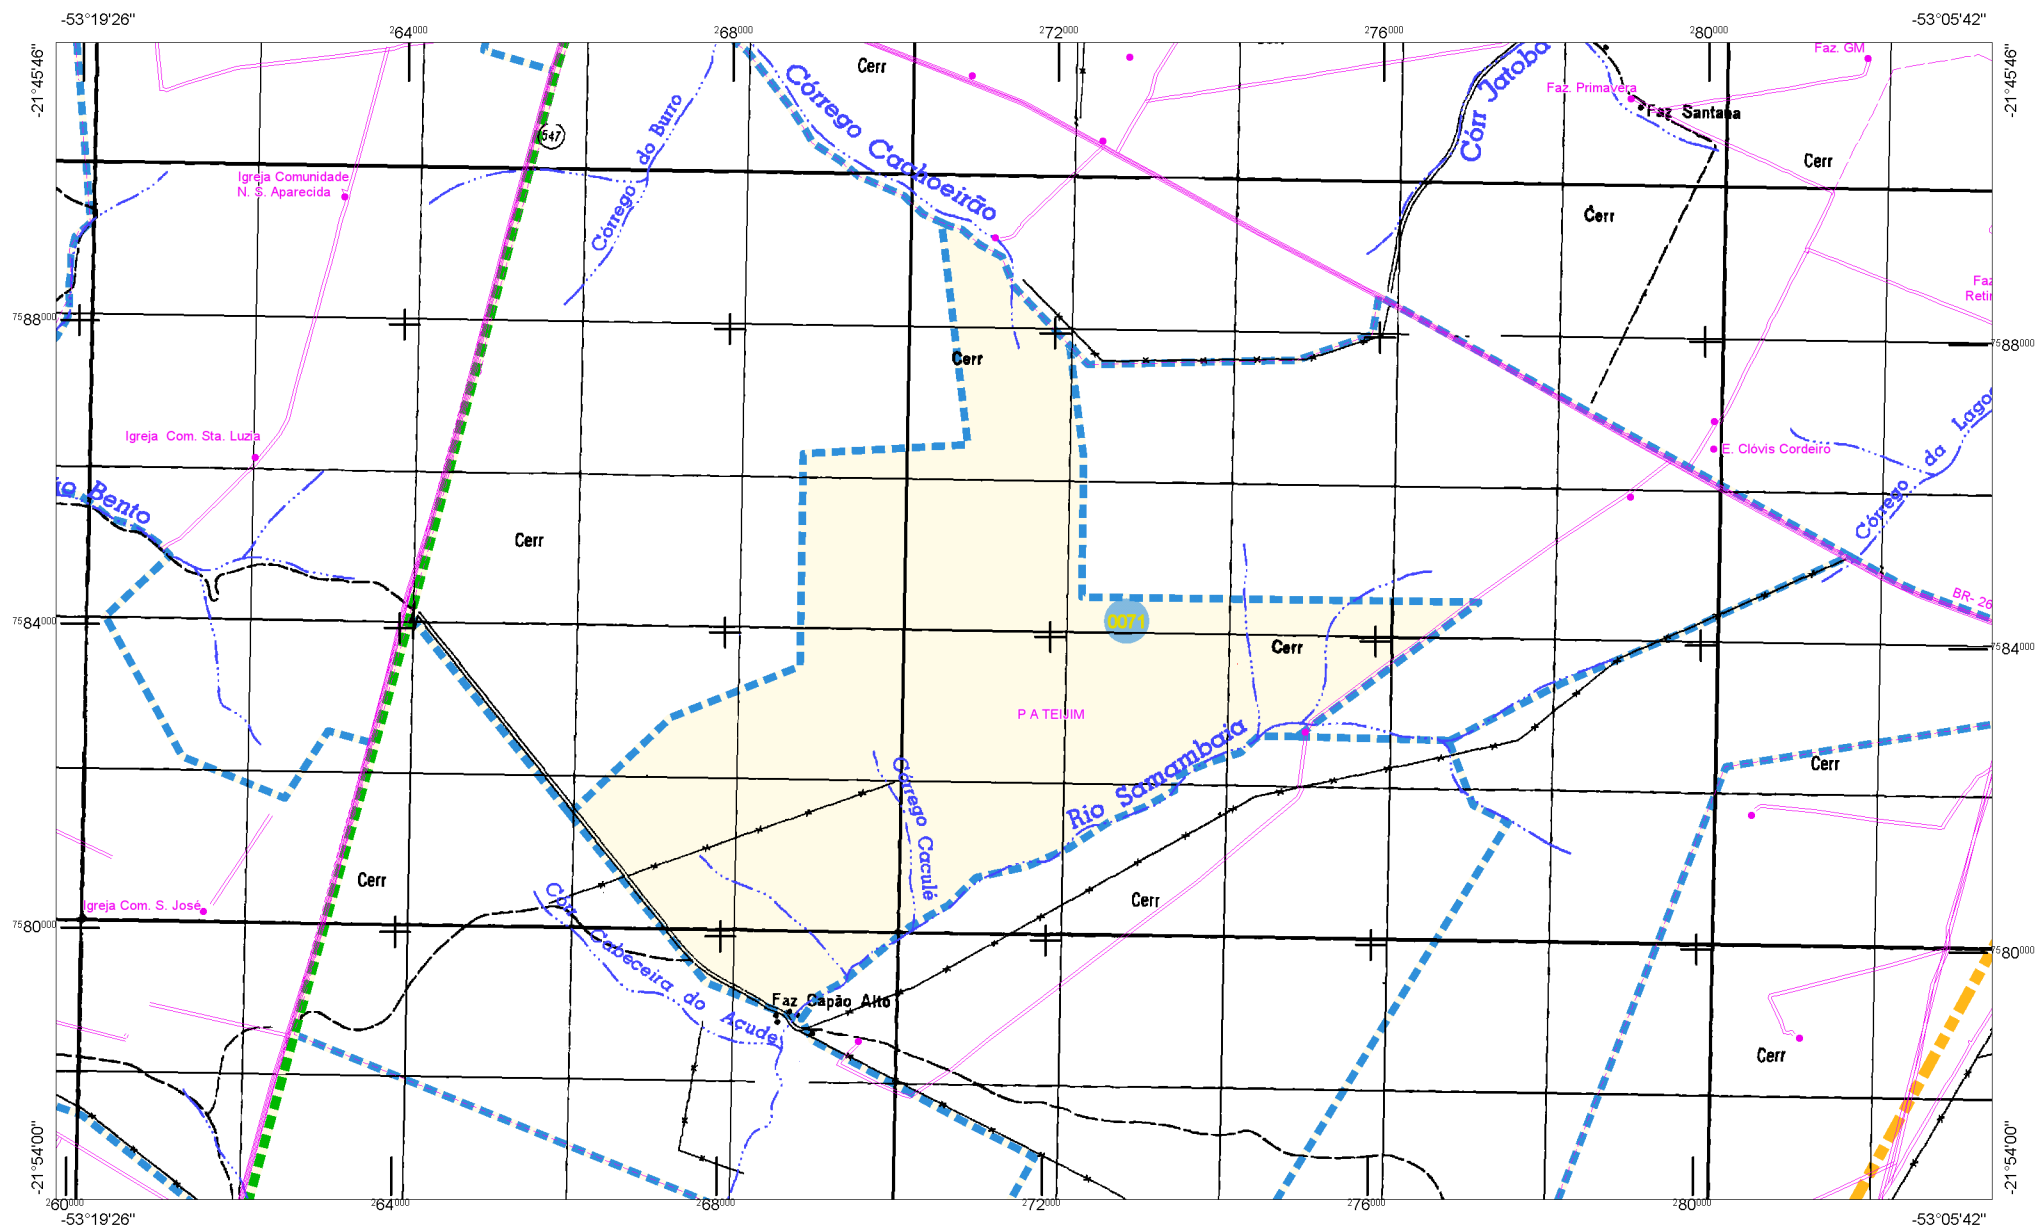 -53°19'26"
264000
268000
272000
276000
280000
-53°05'42"
-21°45'46"
-21°45'46"
Cerr
Córrego Cachoeirão
Córr Jatobá
Faz. GM
Faz. Primavera
Faz Santana
547
Córrego do Burro
Cerr
Igreja Comunidade
N. S. Aparecida
Cerr
Faz
Retir
7588000
7588000
Cerr
Igreja Com. Sta. Luzia
E. Clóvis Cordeiro
Córrego da Lago
Bento
Cerr
BR- 26
7584000
0071
7584000
Cerr
P A TEIJIM
Rio Samambaia
Cerr
Córrego Caculé
Cerr
Cerr
Igreja Com. S. José
7580000
7580000
Córr Cabeceira do Açude
Faz Capão Alto
Cerr
-21°54'00"
-21°54'00"
260000
264000
268000
272000
276000
280000
-53°19'26"
-53°05'42"